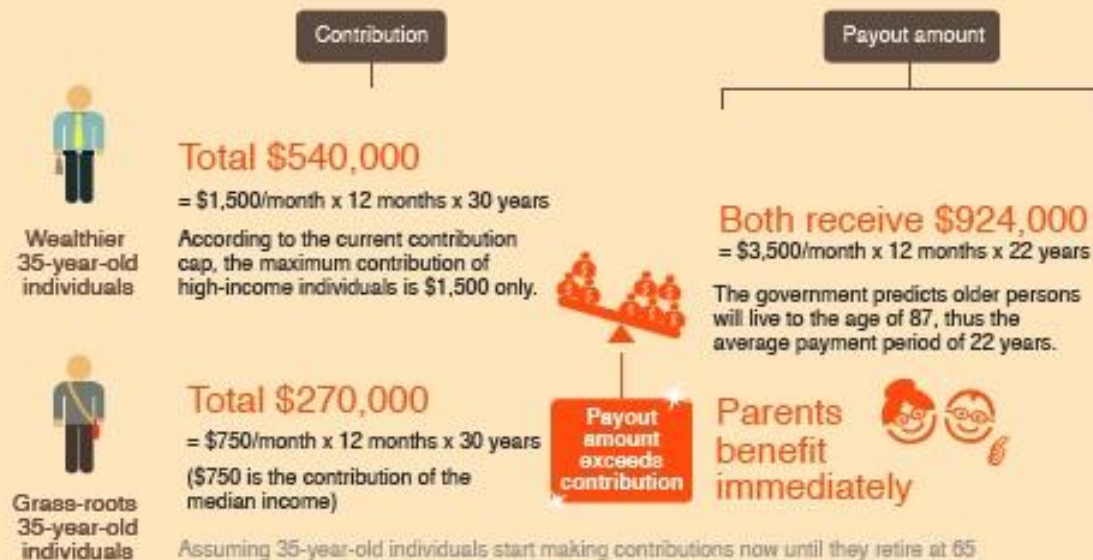 Contribution
Payout amount
Total $540,000
= $1,500/month x 12 months x 30 years
According to the current contribution
cap, the maximum contribution of
high-income individuals is $1,500 only.
Wealthier
35-year-old
individuals
Both receive $924,000
= $3,500/month x 12 months x 22 years
The government predicts older persons
will live to the age of 87, thus the
average payment period of 22 years.
Total $270,000
= $750/month x 12 months x 30 years
($750 is the contribution of the
median income)
Grass-roots
35-year-old
individuals
Payout
amount
exceeds
contribution
Parents
benefit
immediately
Assuming 35-year-old individuals start making contributions now until they retire at 65